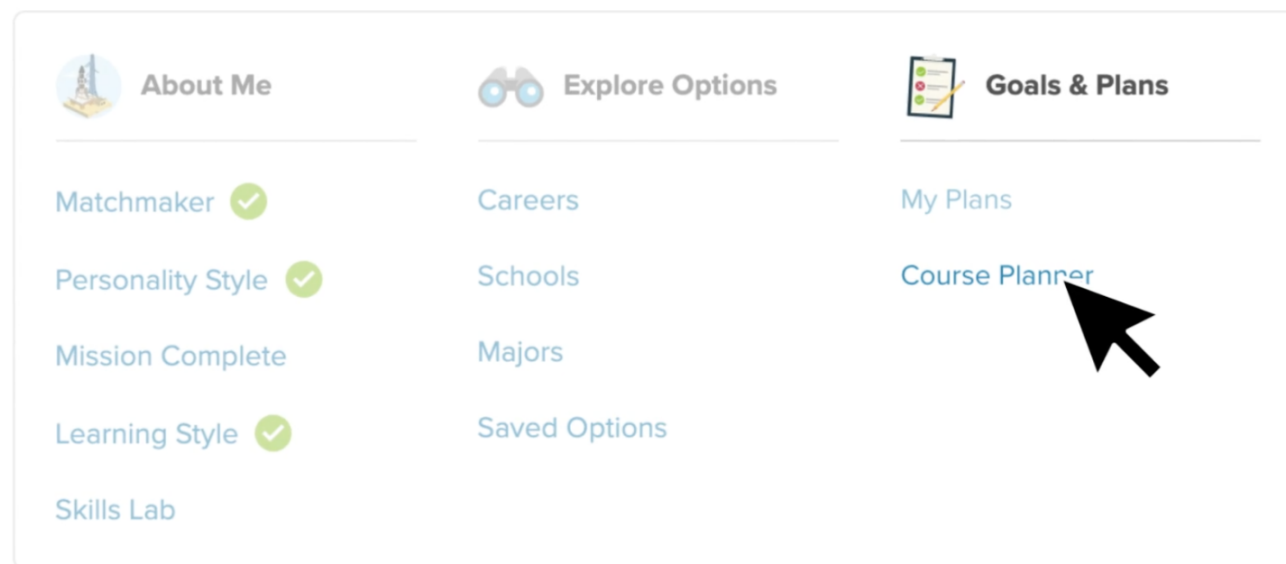 About Me
Matchmaker
Personality Style
Mission Complete
Learning Style
Skills Lab
Explore Options
Careers
Schools
Majors
Saved Options
Goals & Plans
My Plans
Course Planner